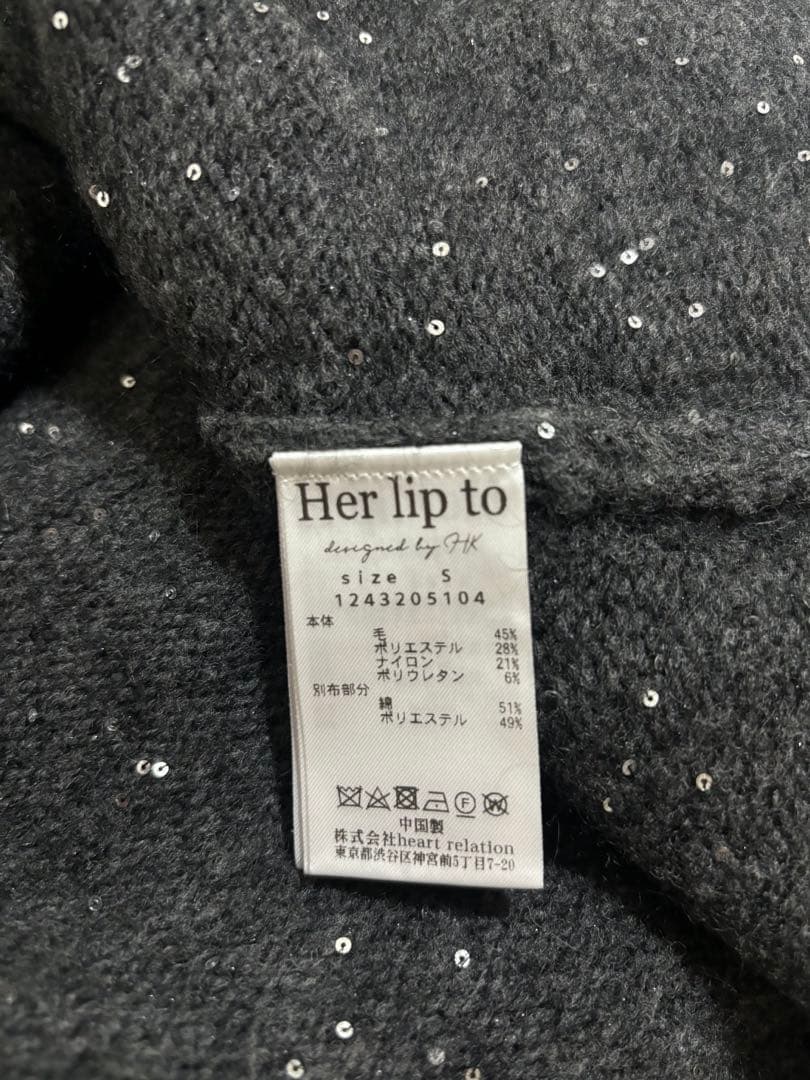 Her lip to
designed by HK
size S
1243205104
本体
毛 45%
ポリエステル 28%
ナイロン 21%
ポリウレタン 6%
別布部分
綿 51%
ポリエステル 49%
F W
中国製
株式会社heart relation
東京都渋谷区神宮前5丁目7-20